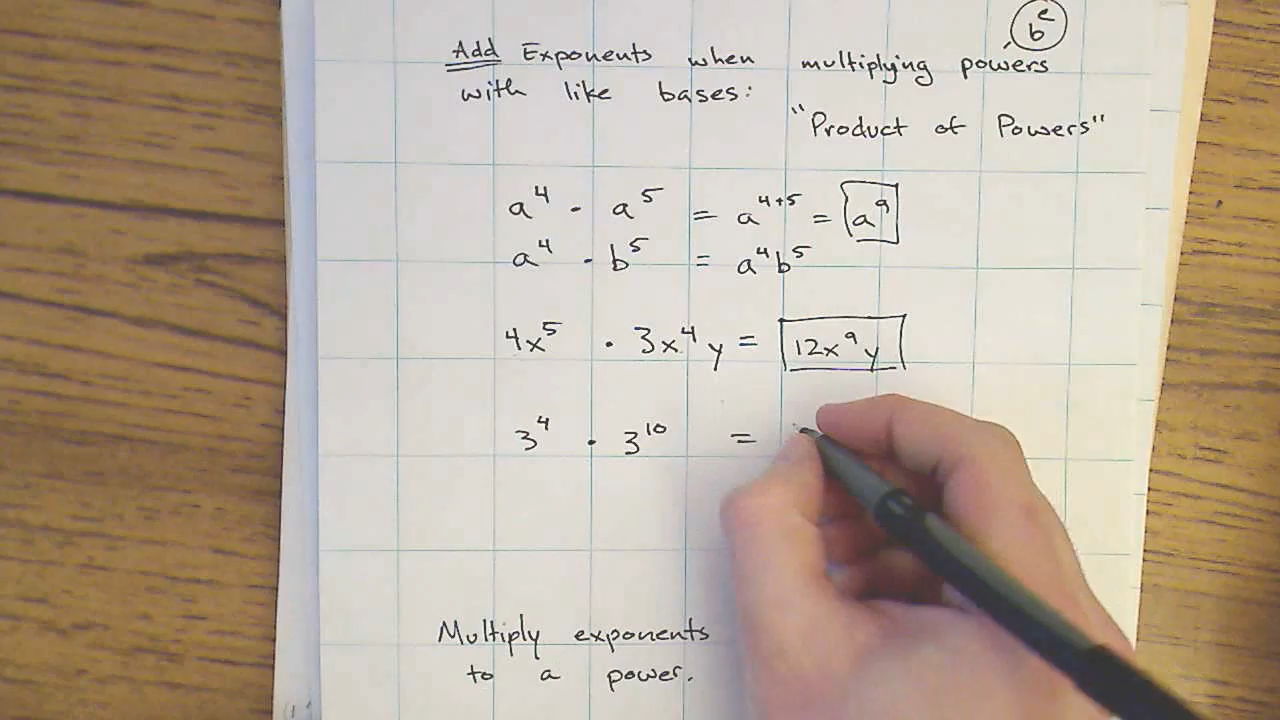 b^e
Add Exponents when multiplying powers
with like bases:
"Product of Powers"
a^4 · a^5 = a^{4+5} = a^9
a^4 · b^5 = a^4b^5
4x^5 · 3x^4y = 12x^9y
3^4 · 3^{10} =
Multiply exponents
to a power.